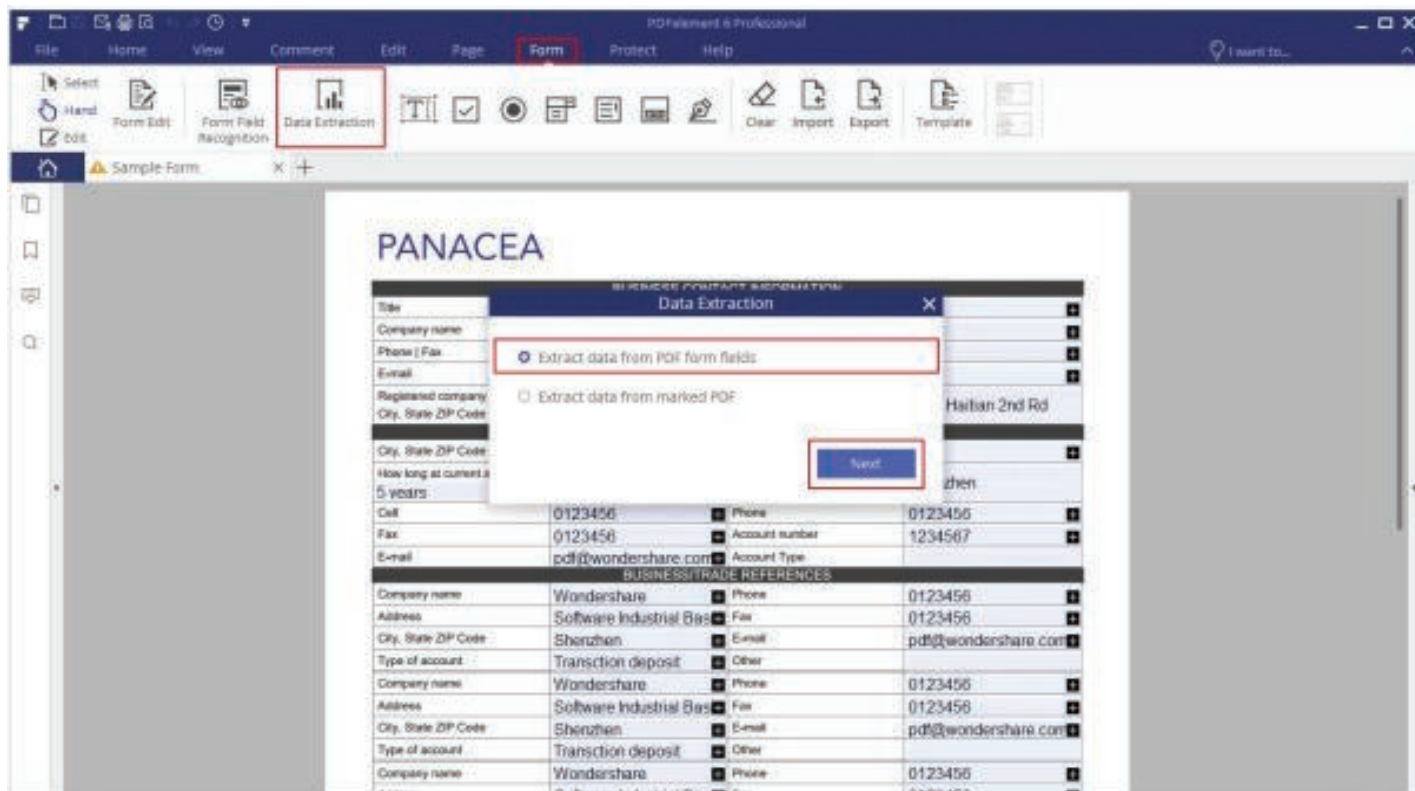 PDFelement 6 Professional
File Home View Comment Edit Page Form Protect Help I want to...
Select
Hand
Edit
Form Edit
Form Field Recognition
Data Extraction
Clear Import Export Template
Sample Form
PANACEA
BUSINESS CONTACT INFORMATION
Data Extraction
Title
Company name
Phone | Fax
Extract data from PDF form fields
E-mail
Extract data from marked PDF
Registered company
City, State ZIP Code
Haitian 2nd Rd
City, State ZIP Code
Next
How long at current a
5 years
zhen
Cell 0123456 Phone 0123456
Fax 0123456 Account number 1234567
E-mail pdf@wondershare.com Account Type
BUSINESS/TRADE REFERENCES
Company name Wondershare Phone 0123456
Address Software Industrial Bas Fax 0123456
City, State ZIP Code Shenzhen E-mail pdf@wondershare.com
Type of account Transction deposit Other
Company name Wondershare Phone 0123456
Address Software Industrial Bas Fax 0123456
City, State ZIP Code Shenzhen E-mail pdf@wondershare.com
Type of account Transction deposit Other
Company name Wondershare Phone 0123456